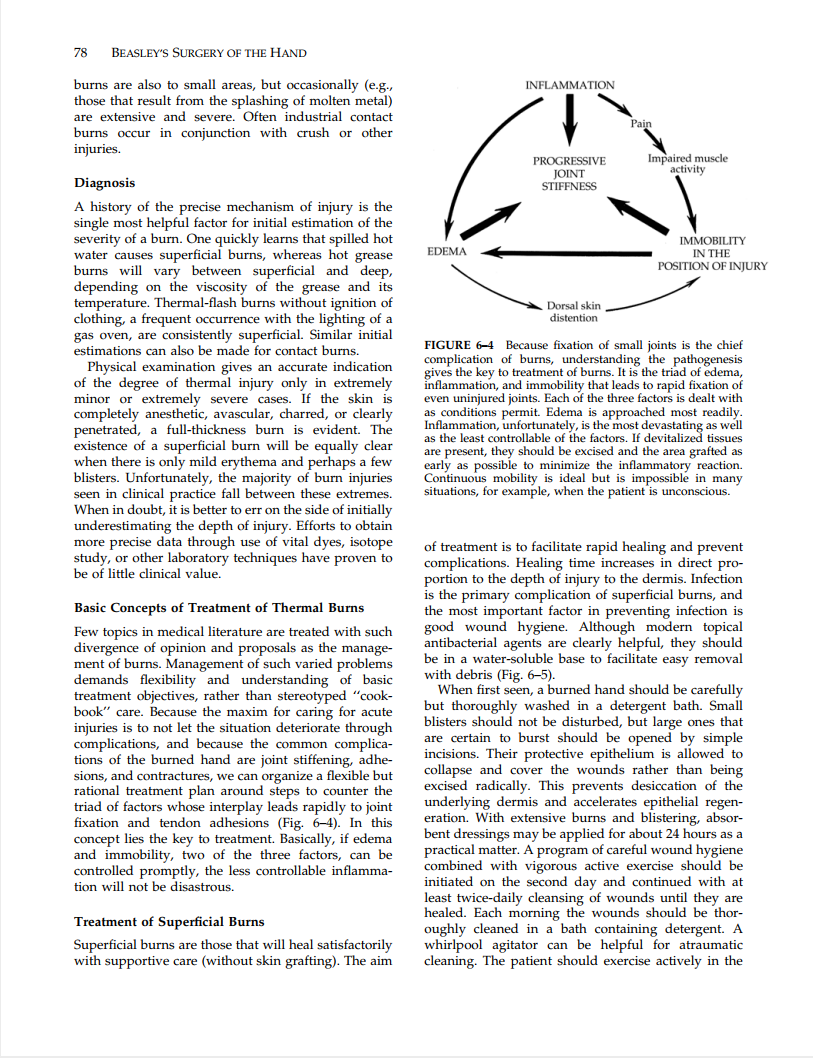 78 BEASLEY'S SURGERY OF THE HAND
burns are also to small areas, but occasionally (e.g.,
those that result from the splashing of molten metal)
are extensive and severe. Often industrial contact
burns occur in conjunction with crush or other
injuries.
Diagnosis
A history of the precise mechanism of injury is the
single most helpful factor for initial estimation of the
severity of a burn. One quickly learns that spilled hot
water causes superficial burns, whereas hot grease
burns will vary between superficial and deep,
depending on the viscosity of the grease and its
temperature. Thermal-flash burns without ignition of
clothing, a frequent occurrence with the lighting of a
gas oven, are consistently superficial. Similar initial
estimations can also be made for contact burns.
Physical examination gives an accurate indication
of the degree of thermal injury only in extremely
minor or extremely severe cases. If the skin is
completely anesthetic, avascular, charred, or clearly
penetrated, a full-thickness burn is evident. The
existence of a superficial burn will be equally clear
when there is only mild erythema and perhaps a few
blisters. Unfortunately, the majority of burn injuries
seen in clinical practice fall between these extremes.
When in doubt, it is better to err on the side of initially
underestimating the depth of injury. Efforts to obtain
more precise data through use of vital dyes, isotope
study, or other laboratory techniques have proven to
be of little clinical value.
Basic Concepts of Treatment of Thermal Burns
Few topics in medical literature are treated with such
divergence of opinion and proposals as the manage-
ment of burns. Management of such varied problems
demands flexibility and understanding of basic
treatment objectives, rather than stereotyped "cook-
book" care. Because the maxim for caring for acute
injuries is to not let the situation deteriorate through
complications, and because the common complica-
tions of the burned hand are joint stiffening, adhe-
sions, and contractures, we can organize a flexible but
rational treatment plan around steps to counter the
triad of factors whose interplay leads rapidly to joint
fixation and tendon adhesions (Fig. 6–4). In this
concept lies the key to treatment. Basically, if edema
and immobility, two of the three factors, can be
controlled promptly, the less controllable inflamma-
tion will not be disastrous.
Treatment of Superficial Burns
Superficial burns are those that will heal satisfactorily
with supportive care (without skin grafting). The aim
INFLAMMATION
Pain
PROGRESSIVE
JOINT
STIFFNESS
Impaired muscle
activity
EDEMA
IMMOBILITY
IN THE
POSITION OF INJURY
Dorsal skin
distention
FIGURE 6–4 Because fixation of small joints is the chief
complication of burns, understanding the pathogenesis
gives the key to treatment of burns. It is the triad of edema,
inflammation, and immobility that leads to rapid fixation of
even uninjured joints. Each of the three factors is dealt with
as conditions permit. Edema is approached most readily.
Inflammation, unfortunately, is the most devastating as well
as the least controllable of the factors. If devitalized tissues
are present, they should be excised and the area grafted as
early as possible to minimize the inflammatory reaction.
Continuous mobility is ideal but is impossible in many
situations, for example, when the patient is unconscious.
of treatment is to facilitate rapid healing and prevent
complications. Healing time increases in direct pro-
portion to the depth of injury to the dermis. Infection
is the primary complication of superficial burns, and
the most important factor in preventing infection is
good wound hygiene. Although modern topical
antibacterial agents are clearly helpful, they should
be in a water-soluble base to facilitate easy removal
with debris (Fig. 6–5).
When first seen, a burned hand should be carefully
but thoroughly washed in a detergent bath. Small
blisters should not be disturbed, but large ones that
are certain to burst should be opened by simple
incisions. Their protective epithelium is allowed to
collapse and cover the wounds rather than being
excised radically. This prevents desiccation of the
underlying dermis and accelerates epithelial regen-
eration. With extensive burns and blistering, absor-
bent dressings may be applied for about 24 hours as a
practical matter. A program of careful wound hygiene
combined with vigorous active exercise should be
initiated on the second day and continued with at
least twice-daily cleansing of wounds until they are
healed. Each morning the wounds should be thor-
oughly cleaned in a bath containing detergent. A
whirlpool agitator can be helpful for atraumatic
cleaning. The patient should exercise actively in the